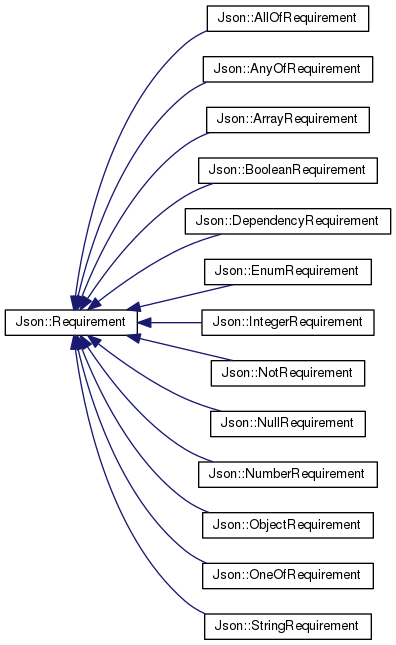 Json::AllOfRequirement
Json::AnyOfRequirement
Json::ArrayRequirement
Json::BooleanRequirement
Json::DependencyRequirement
Json::EnumRequirement
Json::Requirement
Json::IntegerRequirement
Json::NotRequirement
Json::NullRequirement
Json::NumberRequirement
Json::ObjectRequirement
Json::OneOfRequirement
Json::StringRequirement